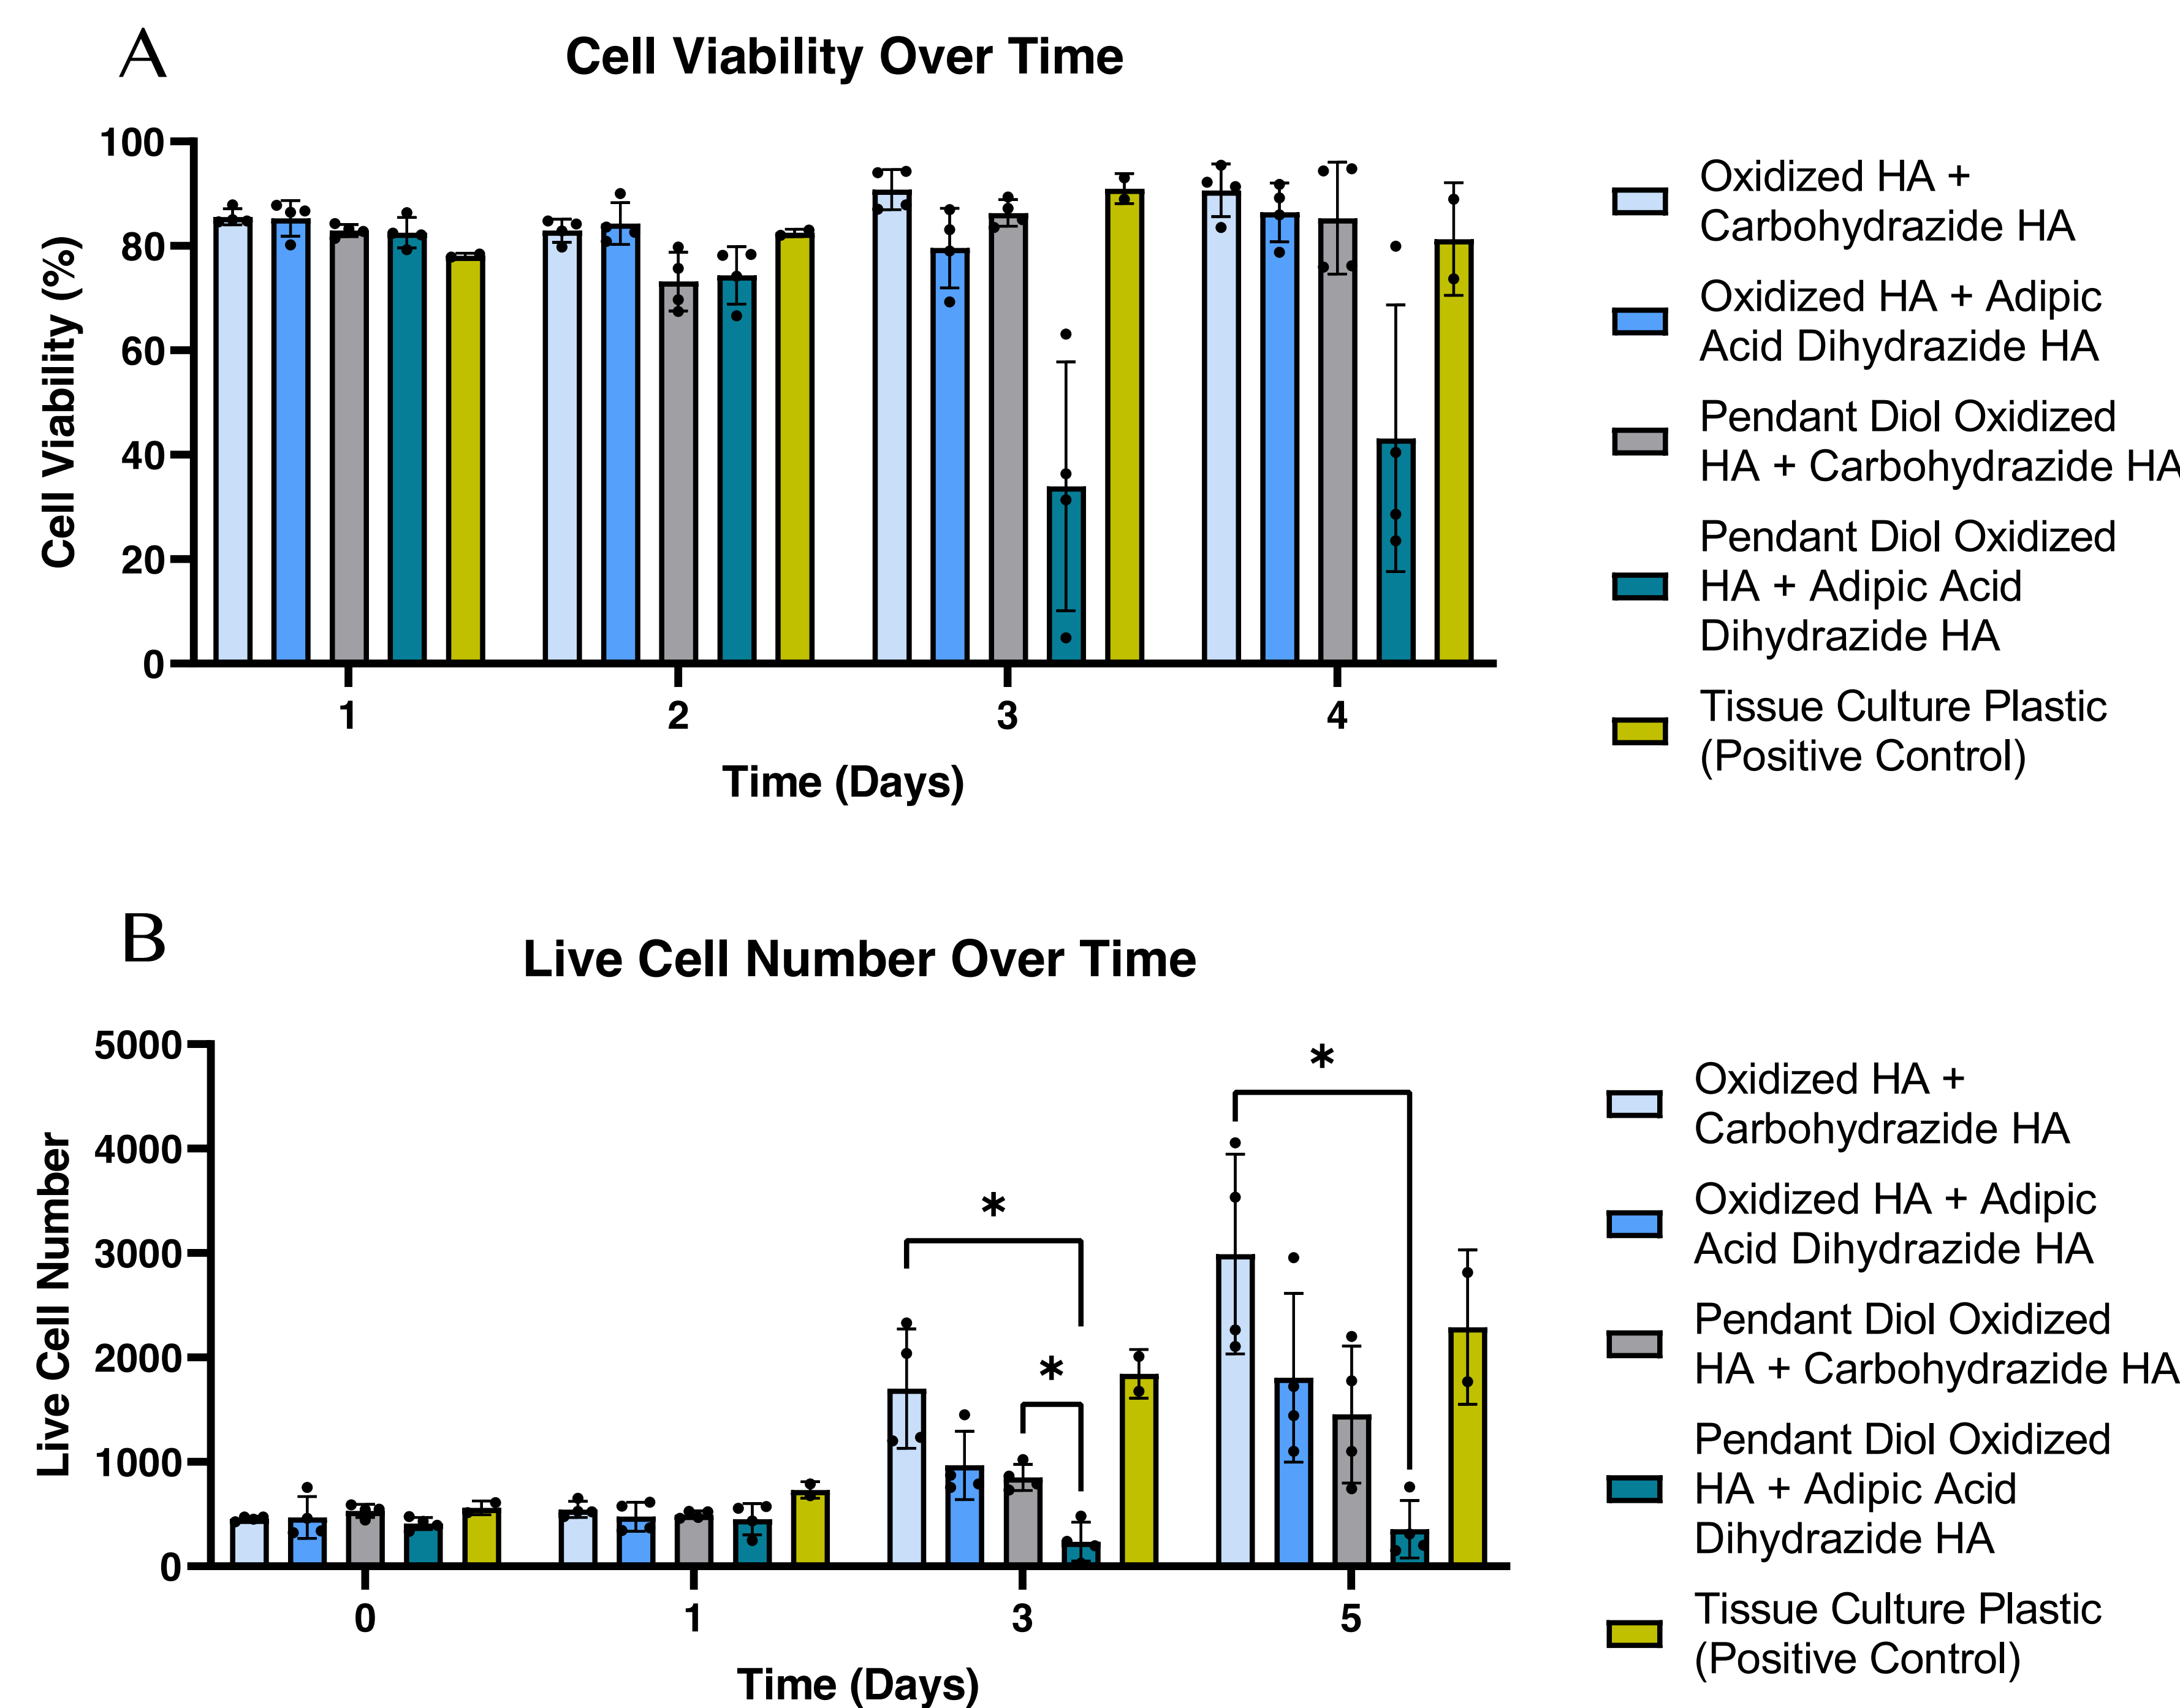 A
Cell Viability Over Time
Cell Viability (%)
100
80
60
40
20
0
1
2
3
4
Time (Days)
Oxidized HA +
Carbohydrazide HA
Oxidized HA + Adipic
Acid Dihydrazide HA
Pendant Diol Oxidized
HA + Carbohydrazide HA
Pendant Diol Oxidized
HA + Adipic Acid
Dihydrazide HA
Tissue Culture Plastic
(Positive Control)
B
Live Cell Number Over Time
Live Cell Number
5000
4000
3000
2000
1000
0
*
*
*
0
1
3
5
Time (Days)
Oxidized HA +
Carbohydrazide HA
Oxidized HA + Adipic
Acid Dihydrazide HA
Pendant Diol Oxidized
HA + Carbohydrazide HA
Pendant Diol Oxidized
HA + Adipic Acid
Dihydrazide HA
Tissue Culture Plastic
(Positive Control)